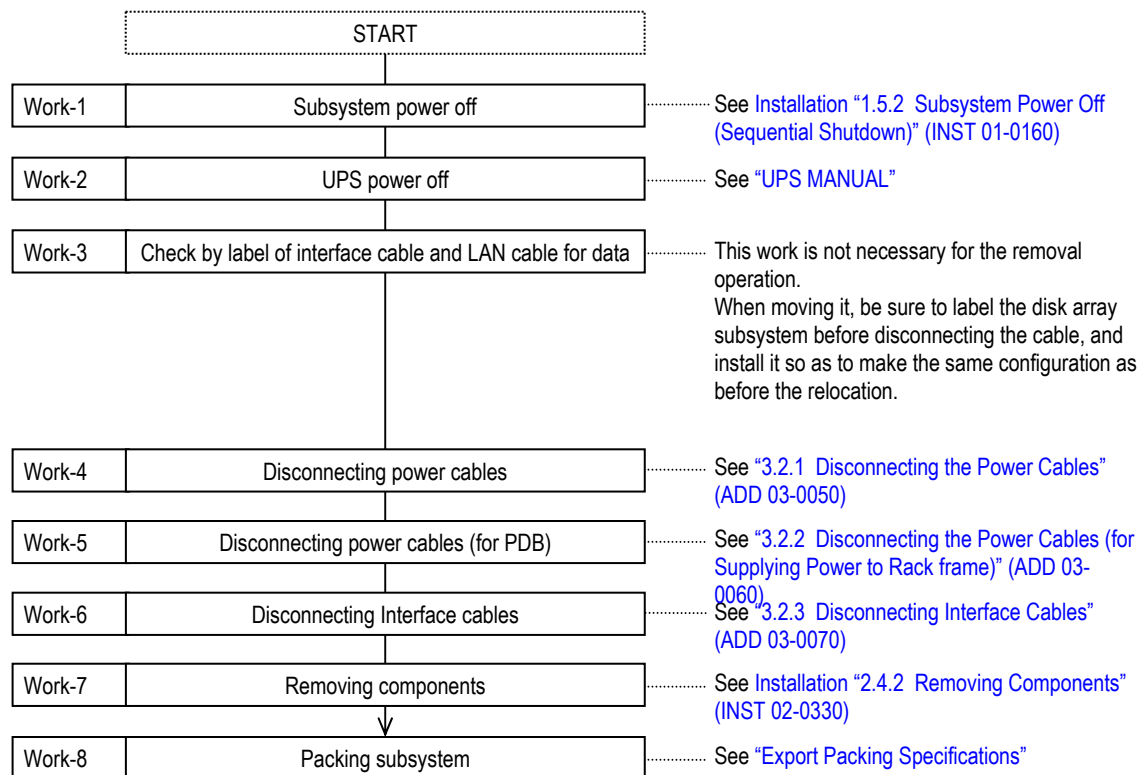 START
Work-1
Subsystem power off
See Installation “1.5.2 Subsystem Power Off
(Sequential Shutdown)” (INST 01-0160)
Work-2
UPS power off
See “UPS MANUAL”
Work-3
Check by label of interface cable and LAN cable for data
This work is not necessary for the removal
operation.
When moving it, be sure to label the disk array
subsystem before disconnecting the cable, and
install it so as to make the same configuration as
before the relocation.
Work-4
Disconnecting power cables
See “3.2.1 Disconnecting the Power Cables”
(ADD 03-0050)
Work-5
Disconnecting power cables (for PDB)
See “3.2.2 Disconnecting the Power Cables (for
Supplying Power to Rack frame)” (ADD 03-
0060)
Work-6
Disconnecting Interface cables
See “3.2.3 Disconnecting Interface Cables”
(ADD 03-0070)
Work-7
Removing components
See Installation “2.4.2 Removing Components”
(INST 02-0330)
Work-8
Packing subsystem
See “Export Packing Specifications”